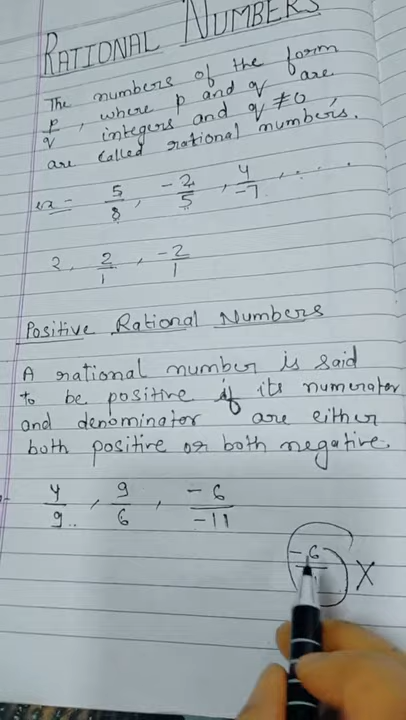 RATIONAL NUMBERS
The numbers of the form
p/q, where p and q are
integers and q ≠ 0,
are called rational numbers.
ex - 5/8, -2/5, 4/-7, .....
2, 2/1, -2/1
Positive Rational Numbers
A rational number is said
to be positive if its numerator
and denominator are either
both positive or both negative.
4/9, 9/6, -6/-11
-6
X